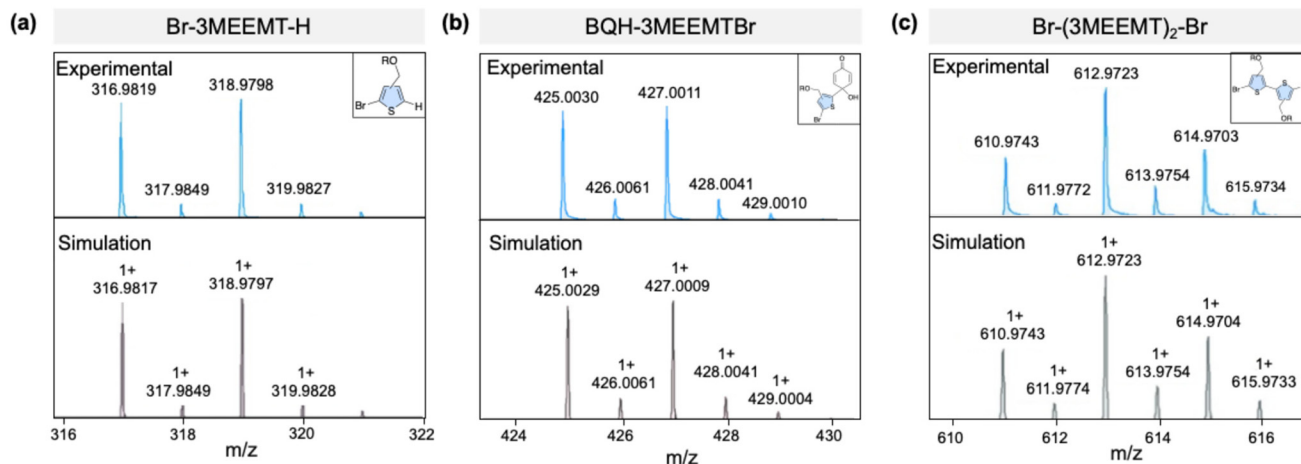 (a) Br-3MEEMT-H
Experimental
316.9819
318.9798
317.9849
319.9827
RO
Br
S
H
Simulation
1+
316.9817
1+
318.9797
1+
317.9849
1+
319.9828
316 318 320 322
m/z
(b) BQH-3MEEMTBr
Experimental
425.0030
427.0011
426.0061
428.0041
429.0010
O
RO
OH
S
Br
Simulation
1+
425.0029
1+
427.0009
1+
426.0061
1+
428.0041
1+
429.0004
424 426 428 430
m/z
(c) Br-(3MEEMT)₂-Br
Experimental
612.9723
610.9743
614.9703
613.9754
611.9772
615.9734
RO
Br
S
S
OR
Simulation
1+
612.9723
1+
610.9743
1+
614.9704
1+
613.9754
1+
611.9774
1+
615.9733
610 612 614 616
m/z